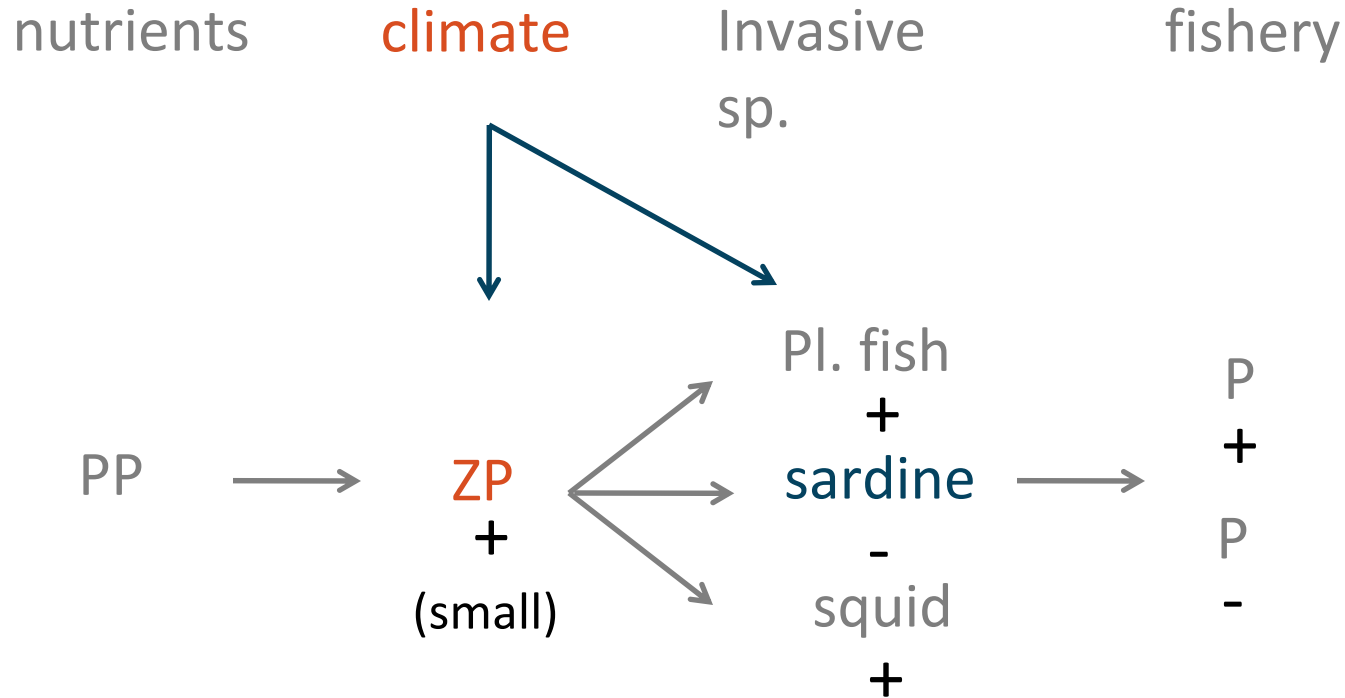 nutrients climate Invasive fishery
sp.
Pl. fish
P
+
+
PP ZP sardine
+
P
-
(small)
squid
-
+